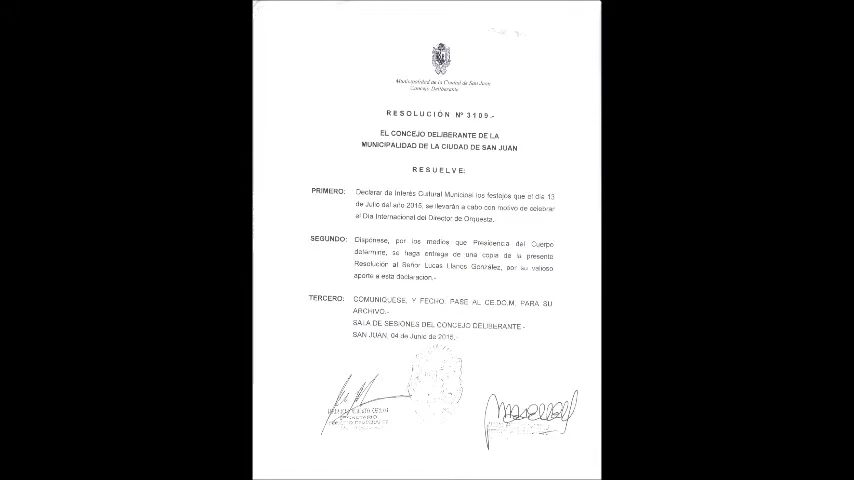 Municipalidad de la Ciudad de San Juan
Concejo Deliberante
RESOLUCIÓN Nº 3109.-
EL CONCEJO DELIBERANTE DE LA
MUNICIPALIDAD DE LA CIUDAD DE SAN JUAN
RESUELVE:
PRIMERO: Declarar de Interés Cultural Municipal los festejos que el día 13
de Julio del año 2015, se llevarán a cabo con motivo de celebrar
el Día Internacional del Director de Orquesta.
SEGUNDO: Dispónese, por los medios que Presidencia del Cuerpo
determine, se haga entrega de una copia de la presente
Resolución al Señor Lucas Llanos González, por su valioso
aporte a esta declaración.-
TERCERO: COMUNIQUESE, Y FECHO, PASE AL CE.DO.M. PARA SU
ARCHIVO.-
SALA DE SESIONES DEL CONCEJO DELIBERANTE.-
SAN JUAN, 04 de Junio de 2015.-